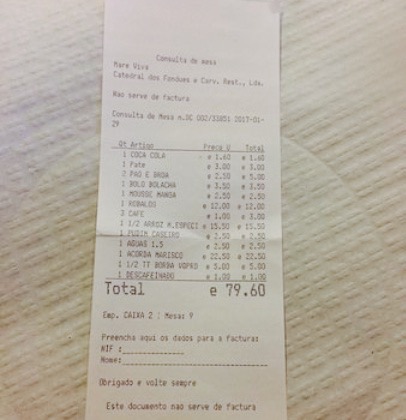 Consulta de mesa
Mare Viva
Catedral dos Fondues e Carv. Rest., Lda.
Nao serve de factura
Consulta de Mesa n.DC 002/33851 2017-01-
29
Qt Artigo Preco U Total
1 COCA COLA e 1.60 e 1.60
1 Pate e 3.00 e 3.00
2 PAO E BROA e 2.50 e 5.00
1 BOLO BOLACHA e 3.50 e 3.50
1 MOUSSE MANGA e 2.50 e 2.50
1 ROBALO e 12.00 e 12.00
3 CAFE e 1.00 e 3.00
1 1/2 ARROZ M.ESPECI e 15.50 e 15.50
1 PUDIM CASEIRO e 2.50 e 2.50
1 AGUAS 1.5 e 2.50 e 2.50
1 ACORDA MARISCO e 22.50 e 22.50
1 1/2 TT BORBA e 5.00 e 5.00
1 DESCAFEINADO e 1.00 e 1.00
Total e 79.60
Emp. CAIXA 2 : Mesa: 9
Preencha aqui os dados para a factura:
NIF :
Nome:
Obrigado e volte sempre
Este documento nao serve de factura